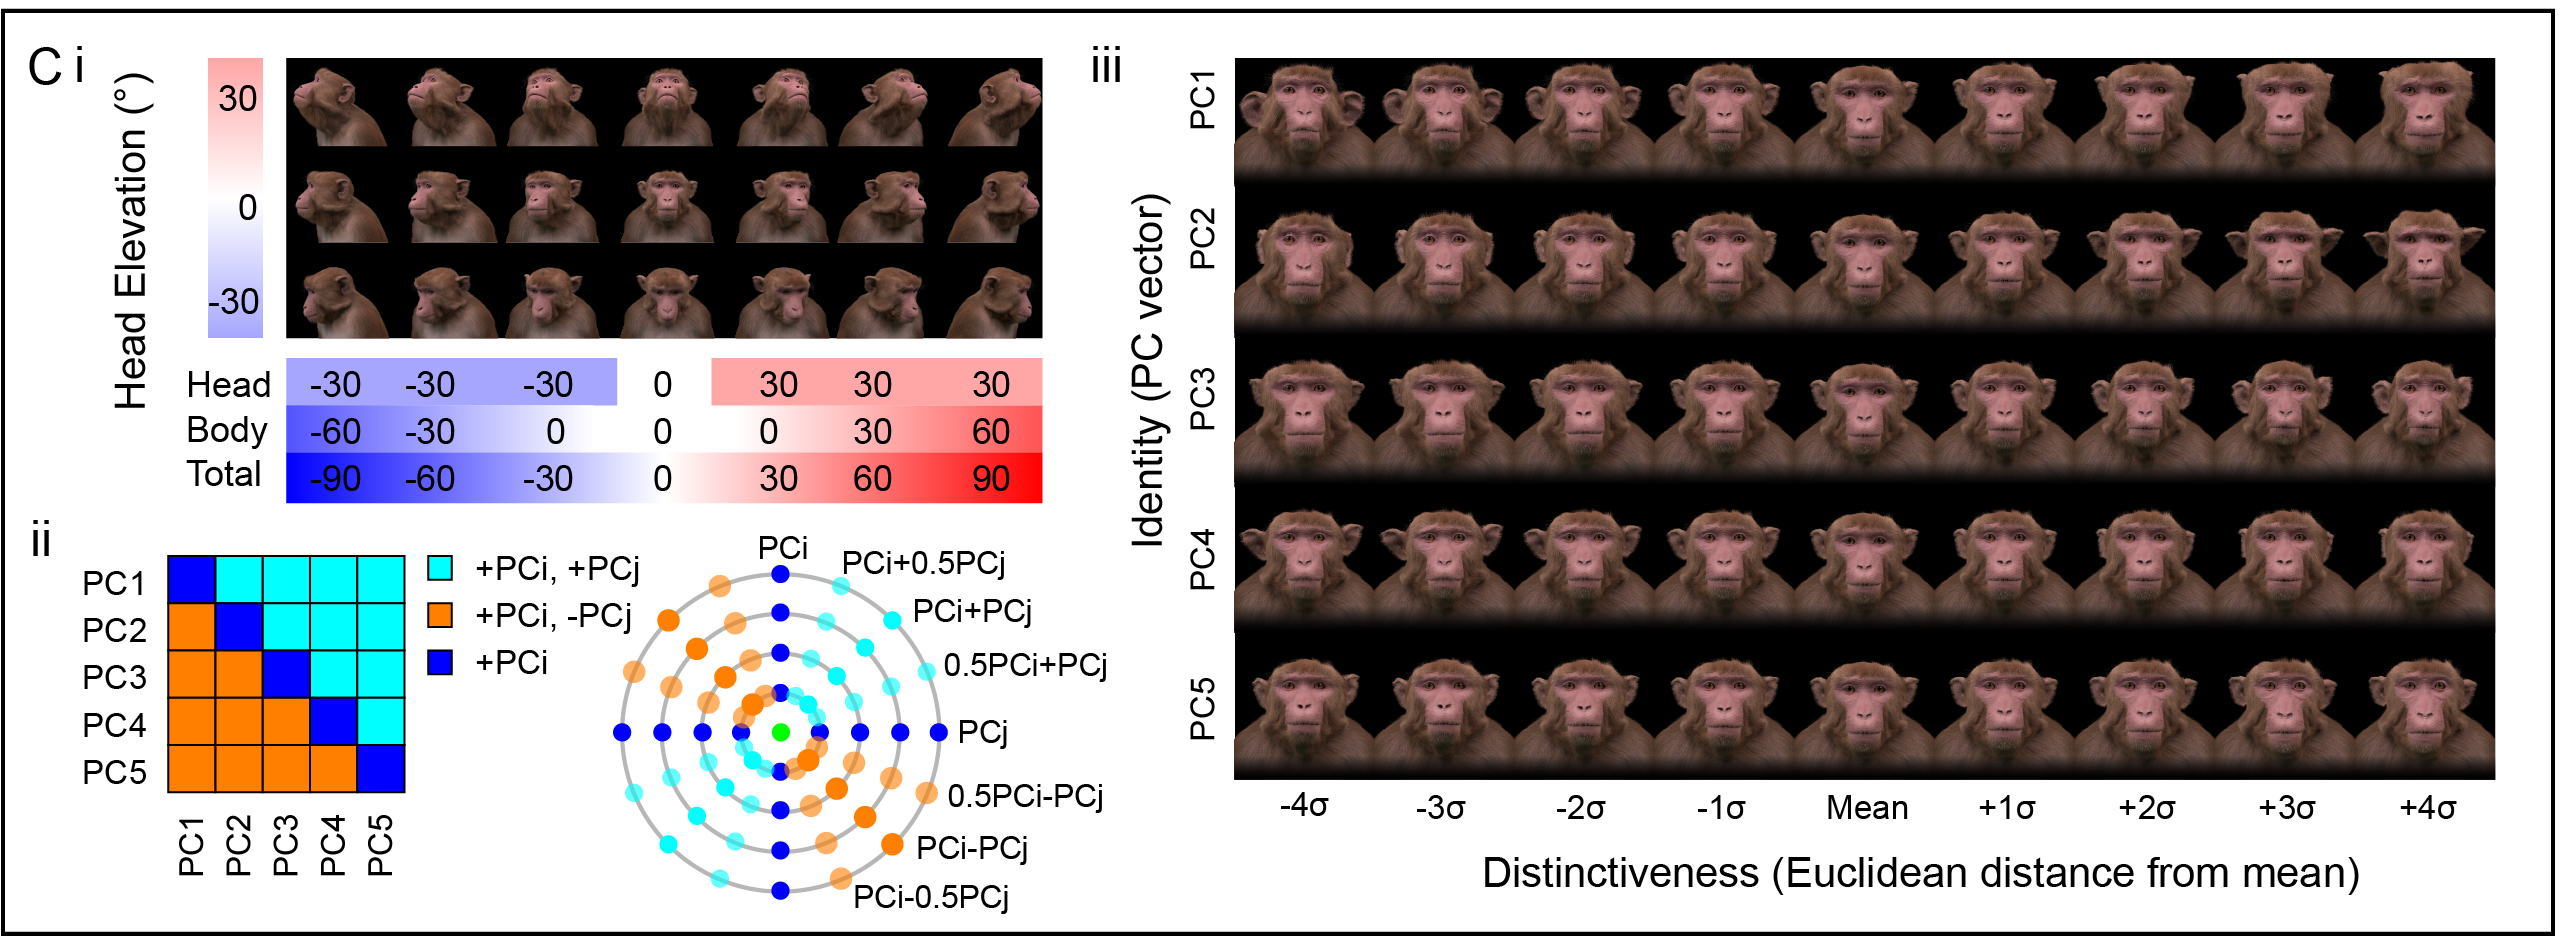 C i
Head Elevation (°)
30
0
-30
Head -30 -30 -30 0 30 30 30
Body -60 -30 0 0 0 30 60
Total -90 -60 -30 0 30 60 90
ii
PC1
PC2
PC3
PC4
PC5
PC1 PC2 PC3 PC4 PC5
+PCi, +PCj
+PCi, -PCj
+PCi
PCi
PCi+0.5PCj
PCi+PCj
0.5PCi+PCj
PCj
0.5PCi-PCj
PCi-PCj
PCi-0.5PCj
iii
Identity (PC vector)
PC1
PC2
PC3
PC4
PC5
-4σ -3σ -2σ -1σ Mean +1σ +2σ +3σ +4σ
Distinctiveness (Euclidean distance from mean)